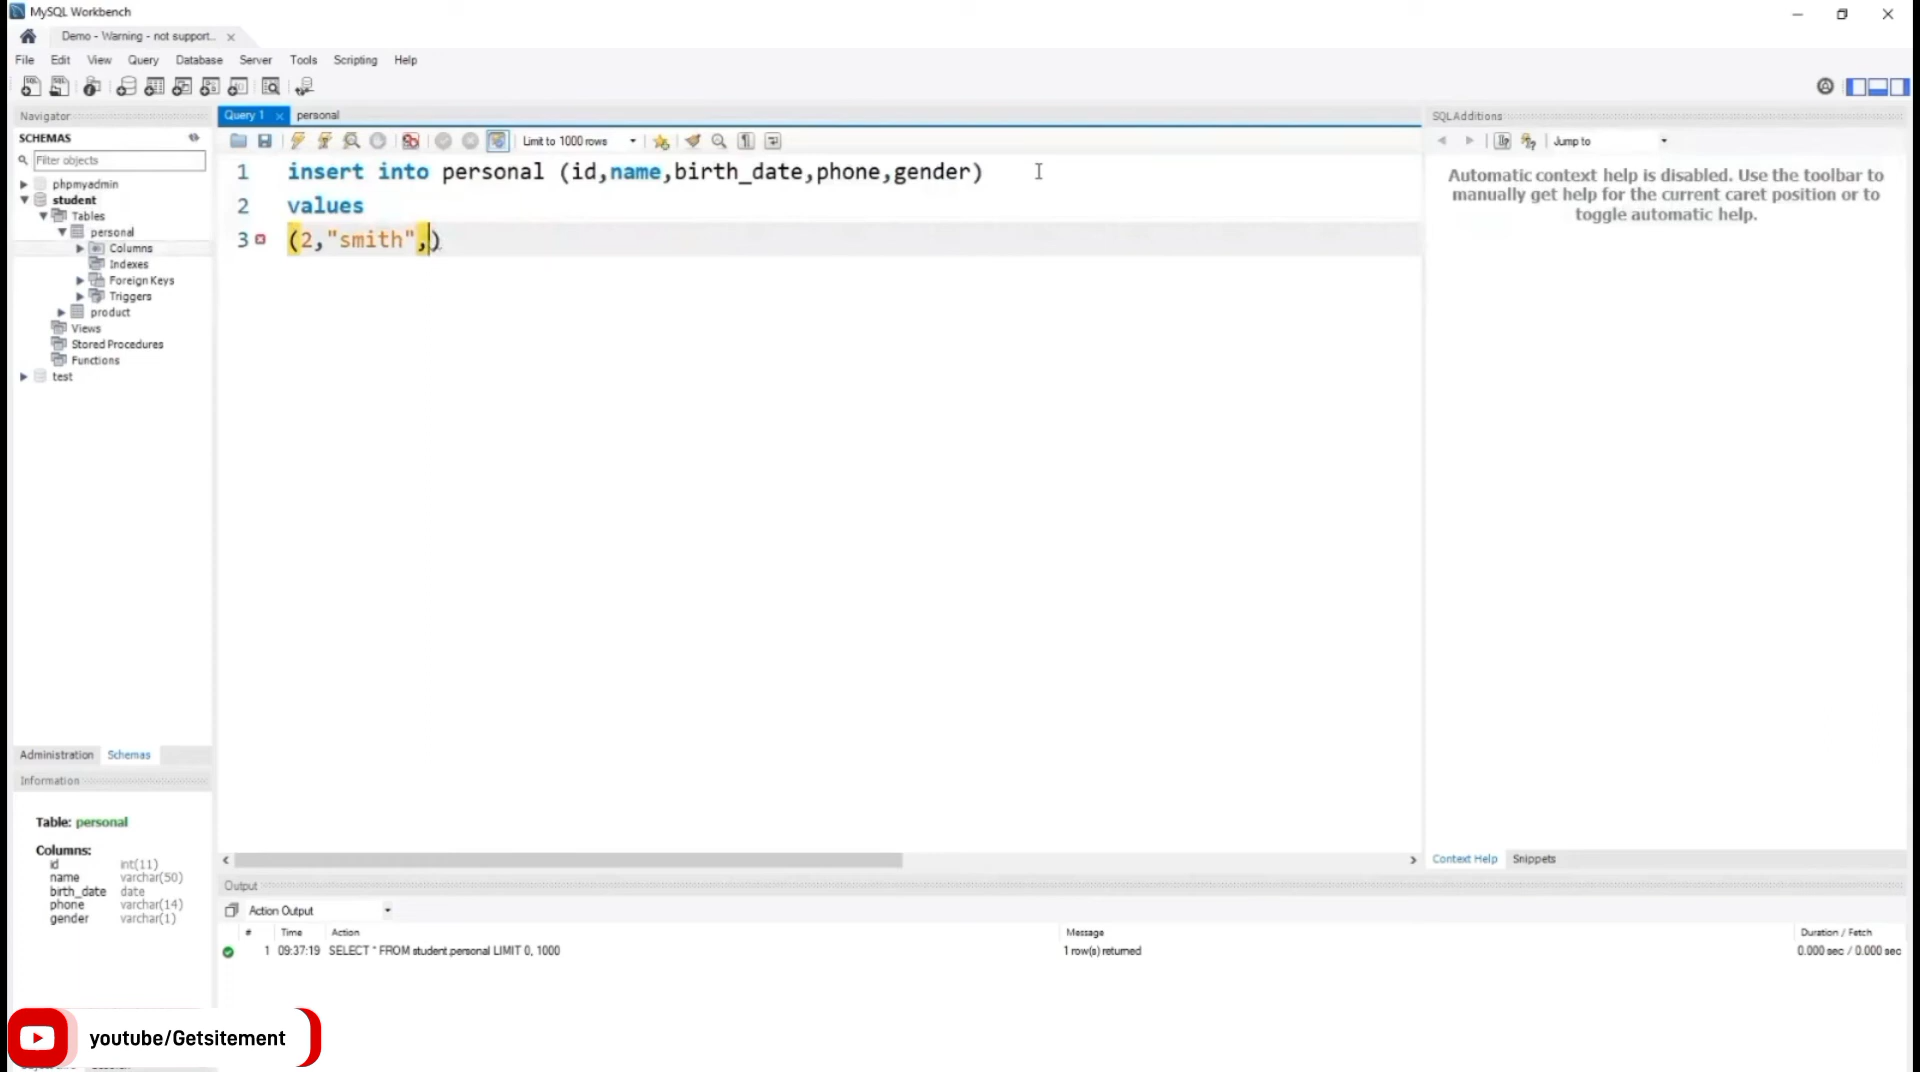 MySQL Workbench
Demo - Warning - not support..
File Edit View Query Database Server Tools Scripting Help
Navigator
SCHEMAS
Filter objects
phpmyadmin
student
Tables
personal
Columns
Indexes
Foreign Keys
Triggers
product
Views
Stored Procedures
Functions
test
Administration Schemas
Information
Table: personal
Columns:
id int(11)
name varchar(50)
birth_date date
phone varchar(14)
gender varchar(1)
Query 1 personal
Limit to 1000 rows
1 insert into personal (id,name,birth_date,phone,gender)
2 values
3 (2,"smith",)
SQLAdditions
Jump to
Automatic context help is disabled. Use the toolbar to
manually get help for the current caret position or to
toggle automatic help.
Context Help Snippets
Output
Action Output
# Time Action Message Duration / Fetch
1 09:37:19 SELECT * FROM student.personal LIMIT 0, 1000 1 row(s) returned 0.000 sec / 0.000 sec
youtube/Getsitement